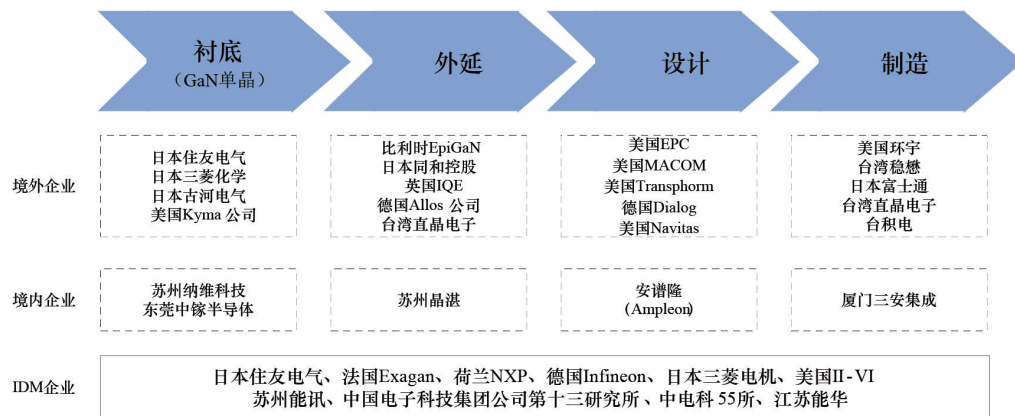 衬底
（GaN单晶）
外延
设计
制造
境外企业
日本住友电气
日本三菱化学
日本古河电气
美国Kyma 公司
比利时EpiGaN
日本同和控股
英国IQE
德国Allos 公司
台湾直晶电子
美国EPC
美国MACOM
美国Transphorm
德国Dialog
美国Navitas
美国环宇
台湾稳懋
日本富士通
台湾直晶电子
台积电
境内企业
苏州纳维科技
东莞中镓半导体
苏州晶湛
安谱隆
(Ampleon)
厦门三安集成
IDM企业
日本住友电气、法国Exagan、荷兰NXP、德国Infineon、日本三菱电机、美国II-VI
苏州能讯、中国电子科技集团公司第十三研究所、中电科 55所、江苏能华